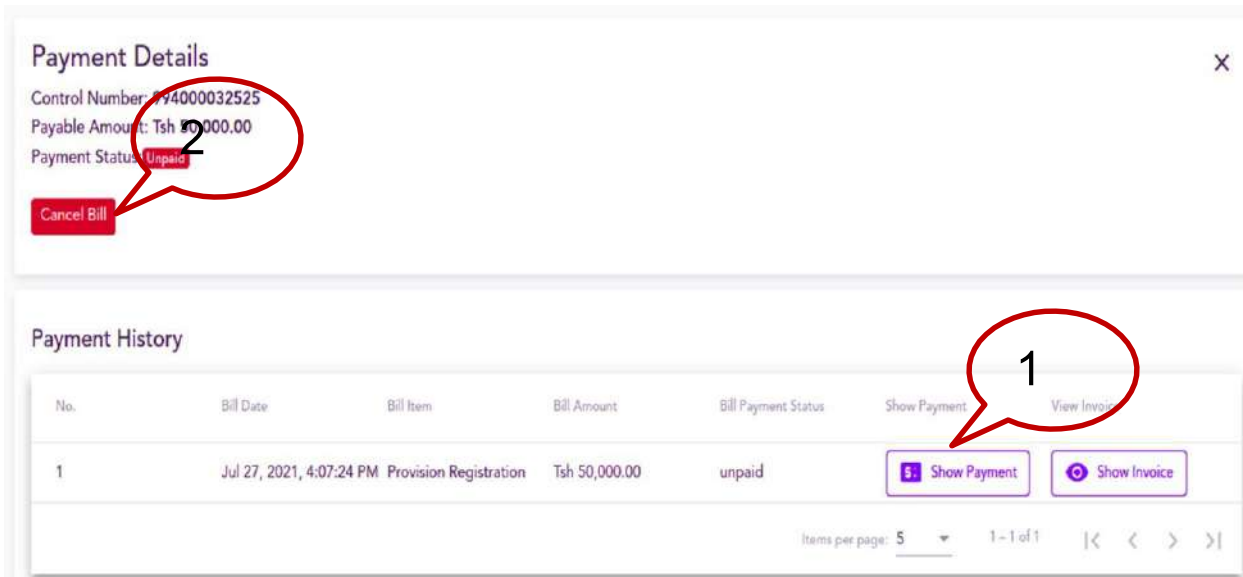 Payment Details
X
Control Number: 994000032525
Payable Amount: Tsh 50,000.00
Payment Status: Unpaid
2
Cancel Bill
Payment History
1
No. Bill Date Bill Item Bill Amount Bill Payment Status Show Payment View Invoice
1 Jul 27, 2021, 4:07:24 PM Provision Registration Tsh 50,000.00 unpaid Show Payment Show Invoice
Items per page: 5 1 – 1 of 1